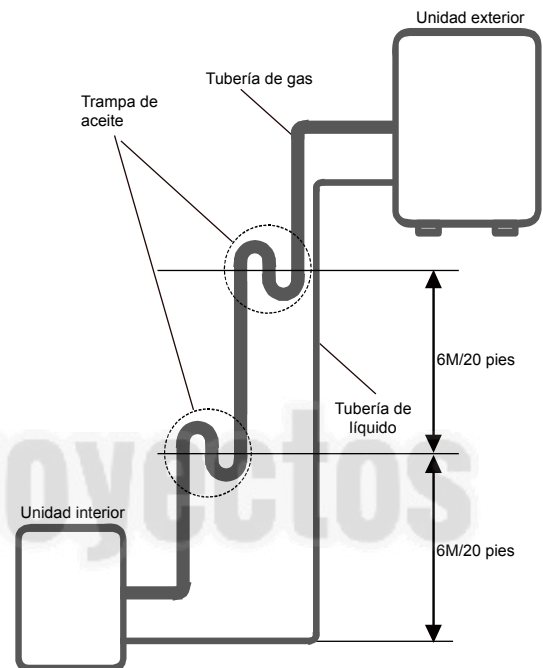 Unidad exterior
Tubería de gas
Trampa de
aceite
6M/20 pies
Tubería de
líquido
oyectos
Unidad interior
6M/20 pies